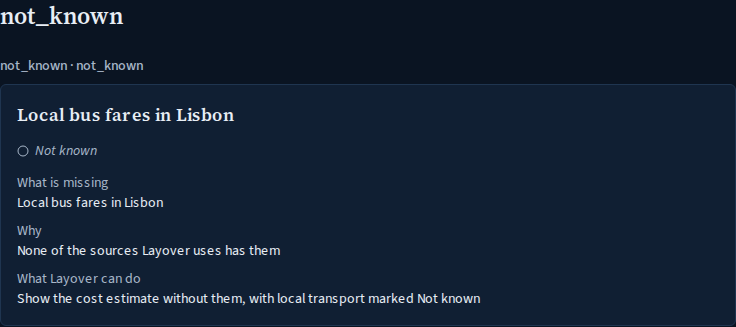 not_known
not_known · not_known
Local bus fares in Lisbon
Not known
What is missing
Local bus fares in Lisbon
Why
None of the sources Layover uses has them
What Layover can do
Show the cost estimate without them, with local transport marked Not known